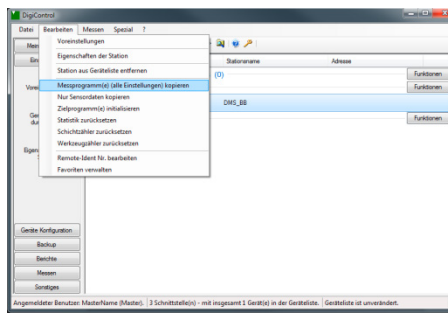 DigiControl
Datei Bearbeiten Messen Spezial ?
Voreinstellungen
Eigenschaften der Station
Station aus Geräteliste entfernen
Messprogramm(e) (alle Einstellungen) kopieren
Nur Sensordaten kopieren
Zielprogramm(e) initialisieren
Statistik zurücksetzen
Schichtzähler zurücksetzen
Werkzeugzähler zurücksetzen
Remote-Ident Nr. bearbeiten
Favoriten verwalten
Stationsname Adresse
(0) Funktionen
Funktionen
DMS_BB
Funktionen
Geräte Konfiguration
Backup
Berichte
Messen
Sonstiges
Angemeldeter Benutzer: MasterName (Master). 3 Schnittstelle(n) - mit insgesamt 1 Gerät(e) in der Geräteliste. Geräteliste ist unverändert.